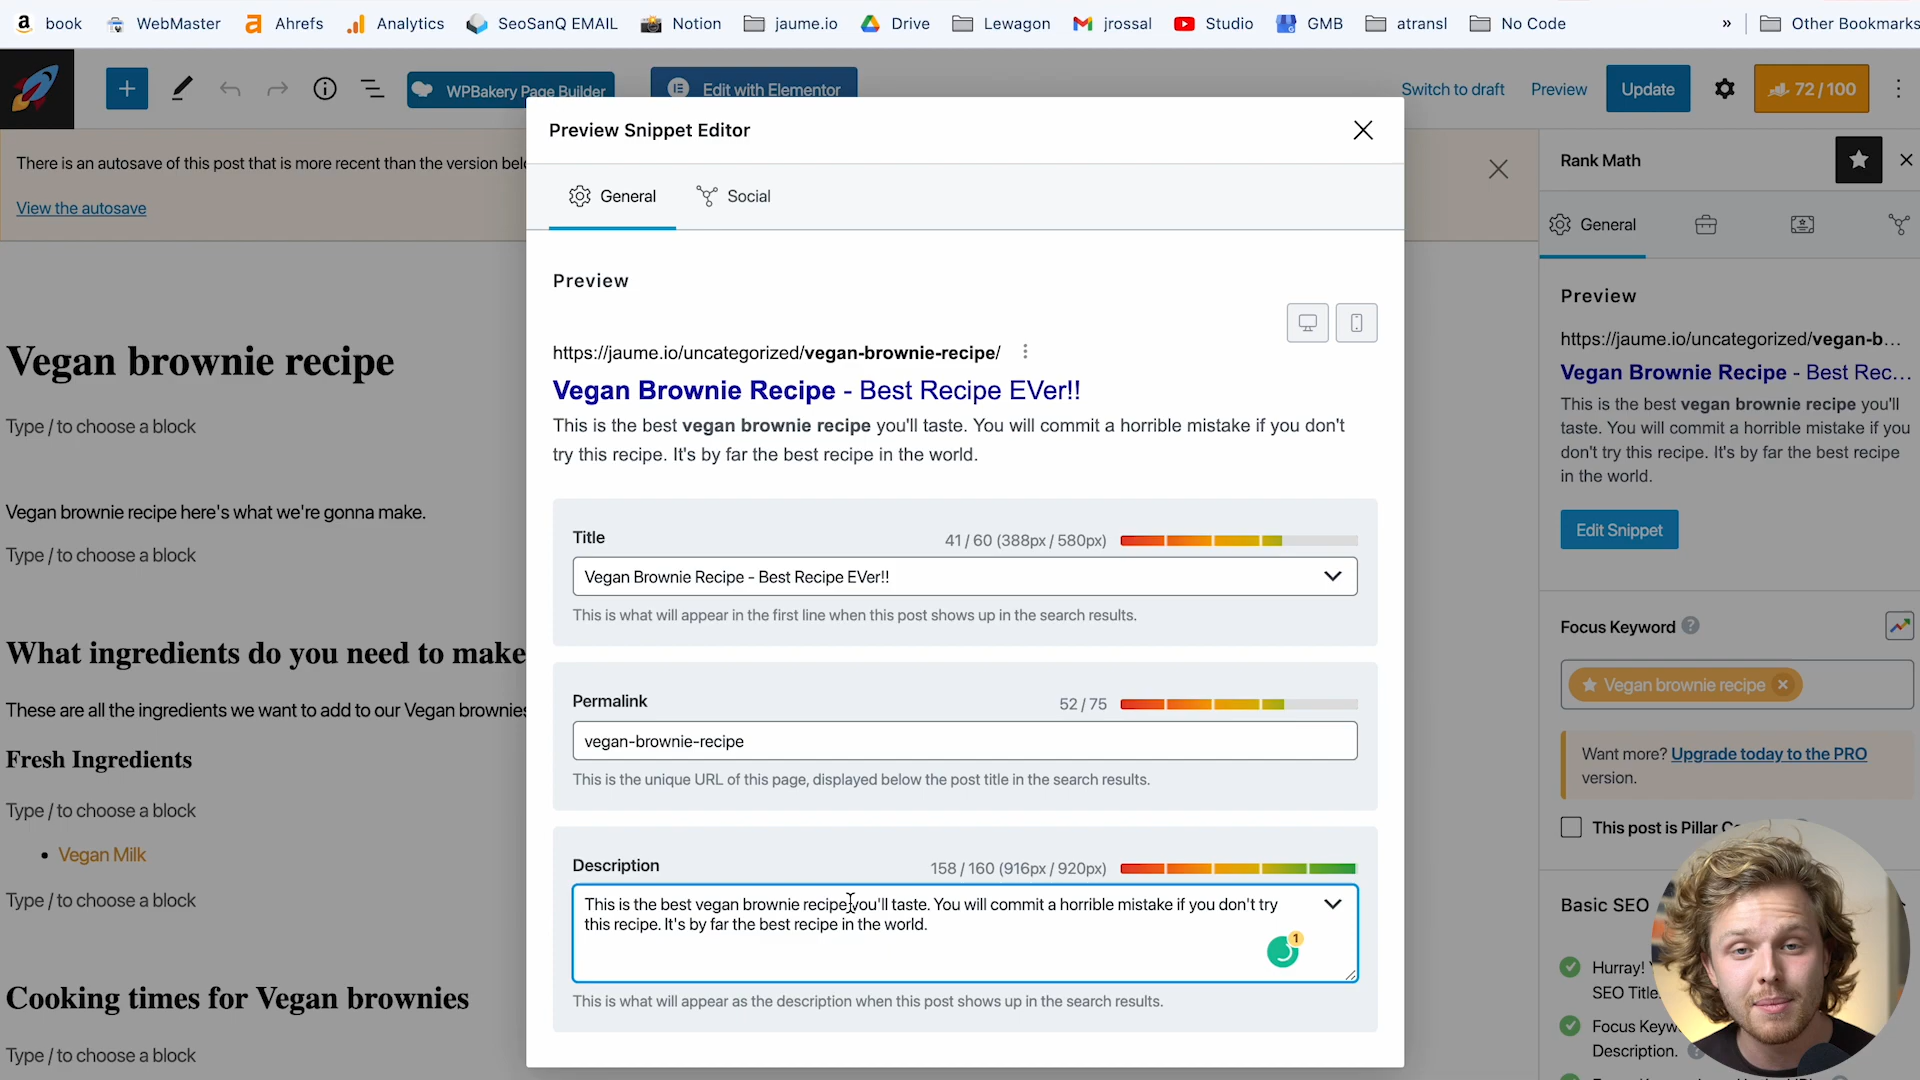 book WebMaster Ahrefs Analytics SeoSanQ EMAIL Notion jaume.io Drive Lewagon jrossal Studio GMB atransl No Code » Other Bookmarks
WPBakery Page Builder Edit with Elementor Switch to draft Preview Update 72 / 100
There is an autosave of this post that is more recent than the version
View the autosave
Vegan brownie recipe
Type / to choose a block
Vegan brownie recipe here's what we're gonna make.
Type / to choose a block
What ingredients do you need to make
These are all the ingredients we want to add to our Vegan brownies
Fresh Ingredients
Type / to choose a block
• Vegan Milk
Type / to choose a block
Cooking times for Vegan brownies
Type / to choose a block
Preview Snippet Editor
General Social
Preview
https://jaume.io/uncategorized/vegan-brownie-recipe/
Vegan Brownie Recipe - Best Recipe EVer!!
This is the best vegan brownie recipe you'll taste. You will commit a horrible mistake if you don't
try this recipe. It's by far the best recipe in the world.
Title 41 / 60 (388px / 580px)
Vegan Brownie Recipe - Best Recipe EVer!!
This is what will appear in the first line when this post shows up in the search results.
Permalink 52 / 75
vegan-brownie-recipe
This is the unique URL of this page, displayed below the post title in the search results.
Description 158 / 160 (916px / 920px)
This is the best vegan brownie recipe you'll taste. You will commit a horrible mistake if you don't try
this recipe. It's by far the best recipe in the world.
1
This is what will appear as the description when this post shows up in the search results.
Rank Math
General
Preview
https://jaume.io/uncategorized/vegan-b...
Vegan Brownie Recipe - Best Rec...
This is the best vegan brownie recipe you'll
taste. You will commit a horrible mistake if you
don't try this recipe. It's by far the best recipe
in the world.
Edit Snippet
Focus Keyword
Vegan brownie recipe
Want more? Upgrade today to the PRO
version.
This post is Pillar
Basic SEO
Hurray!
SEO Title.
Focus
Description.